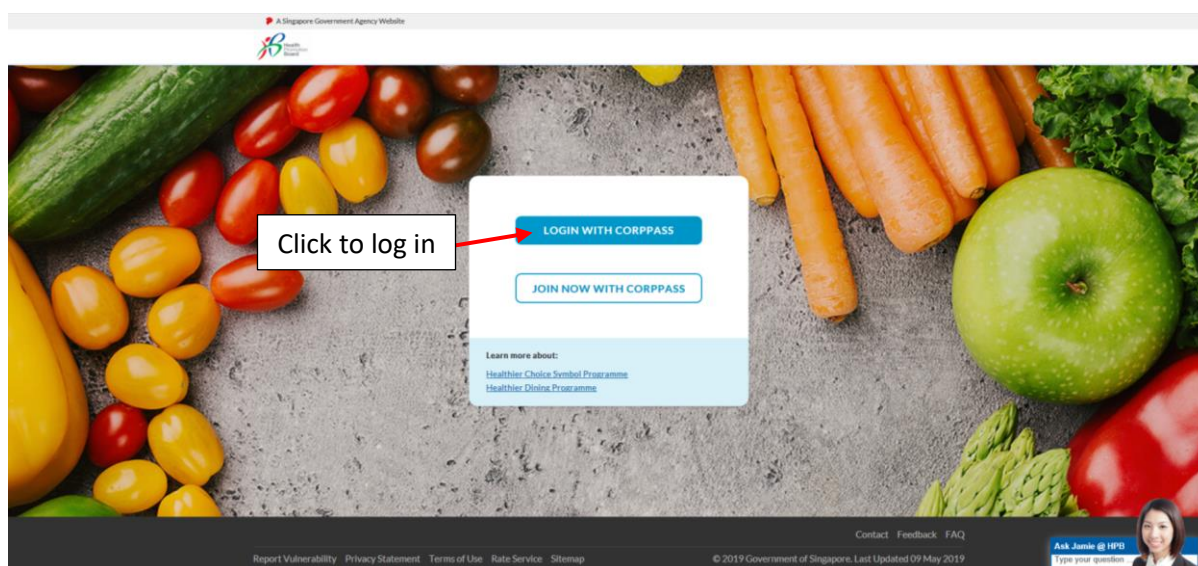 A Singapore Government Agency Website
Health
Promotion
Board
LOGIN WITH CORPPASS
Click to log in
JOIN NOW WITH CORPPASS
Learn more about:
Healthier Choice Symbol Programme
Healthier Dining Programme
Contact Feedback FAQ
Report Vulnerability Privacy Statement Terms of Use Rate Service Sitemap
© 2019 Government of Singapore. Last Updated 09 May 2019
Ask Jamie @ HPB
Type your question